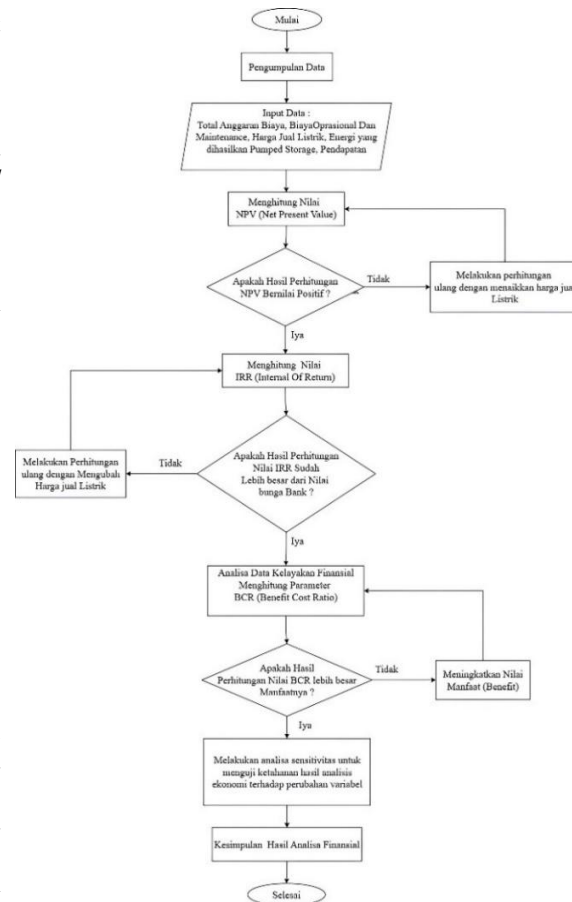 Mulai
Pengumpulan Data
Input Data :
Total Anggaran Biaya, BiayaOprasional Dan
Maintenance, Harga Jual Listrik, Energi yang
dihasilkan Pumped Storage, Pendapatan
Menghitung Nilai
NPV (Net Present Value)
Apakah Hasil Perhitungan
NPV Bernilai Positif ?
Tidak
Melakukan perhitungan
ulang dengan menaikkan harga jua
Listrik
Iya
Menghitung Nilai
IRR (Internal Of Return)
Apakah Hasil Perhitungan
Nilai IRR Sudah
Lebih besar dari Nilai
bunga Bank ?
Tidak
Melakukan Perhitungan
ulang dengan Mengubah
Harga jual Listrik
Iya
Analisa Data Kelayakan Finansial
Menghitung Parameter
BCR (Benefit Cost Ratio)
Apakah Hasil
Perhitungan Nilai BCR lebih besar
Manfaatnya ?
Tidak
Meningkatkan Nilai
Manfaat (Benefit)
Iya
Melakukan analisa sensitivitas untuk
menguji ketahanan hasil analisis
ekonomi terhadap perubahan variabel
Kesimpulan Hasil Analisa Finansial
Selesai